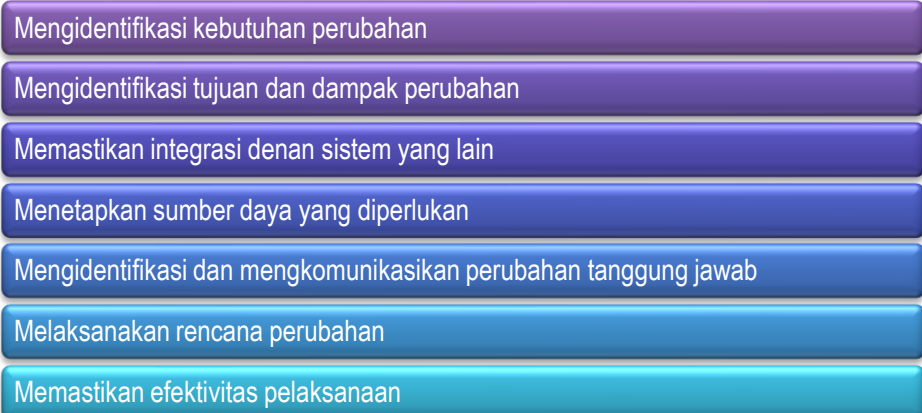 Mengidentifikasi kebutuhan perubahan
Mengidentifikasi tujuan dan dampak perubahan
Memastikan integrasi denan sistem yang lain
Menetapkan sumber daya yang diperlukan
Mengidentifikasi dan mengkomunikasikan perubahan tanggung jawab
Melaksanakan rencana perubahan
Memastikan efektivitas pelaksanaan